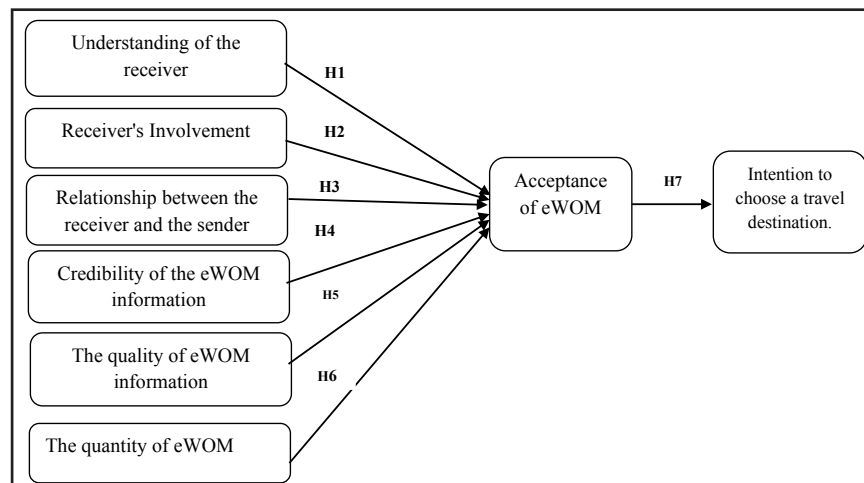 Understanding of the
receiver
H1
Receiver's Involvement
H2
Relationship between the
receiver and the sender
H3
Credibility of the eWOM
information
H4
The quality of eWOM
information
H5
The quantity of eWOM
H6
Acceptance
of eWOM
H7
Intention to
choose a travel
destination.